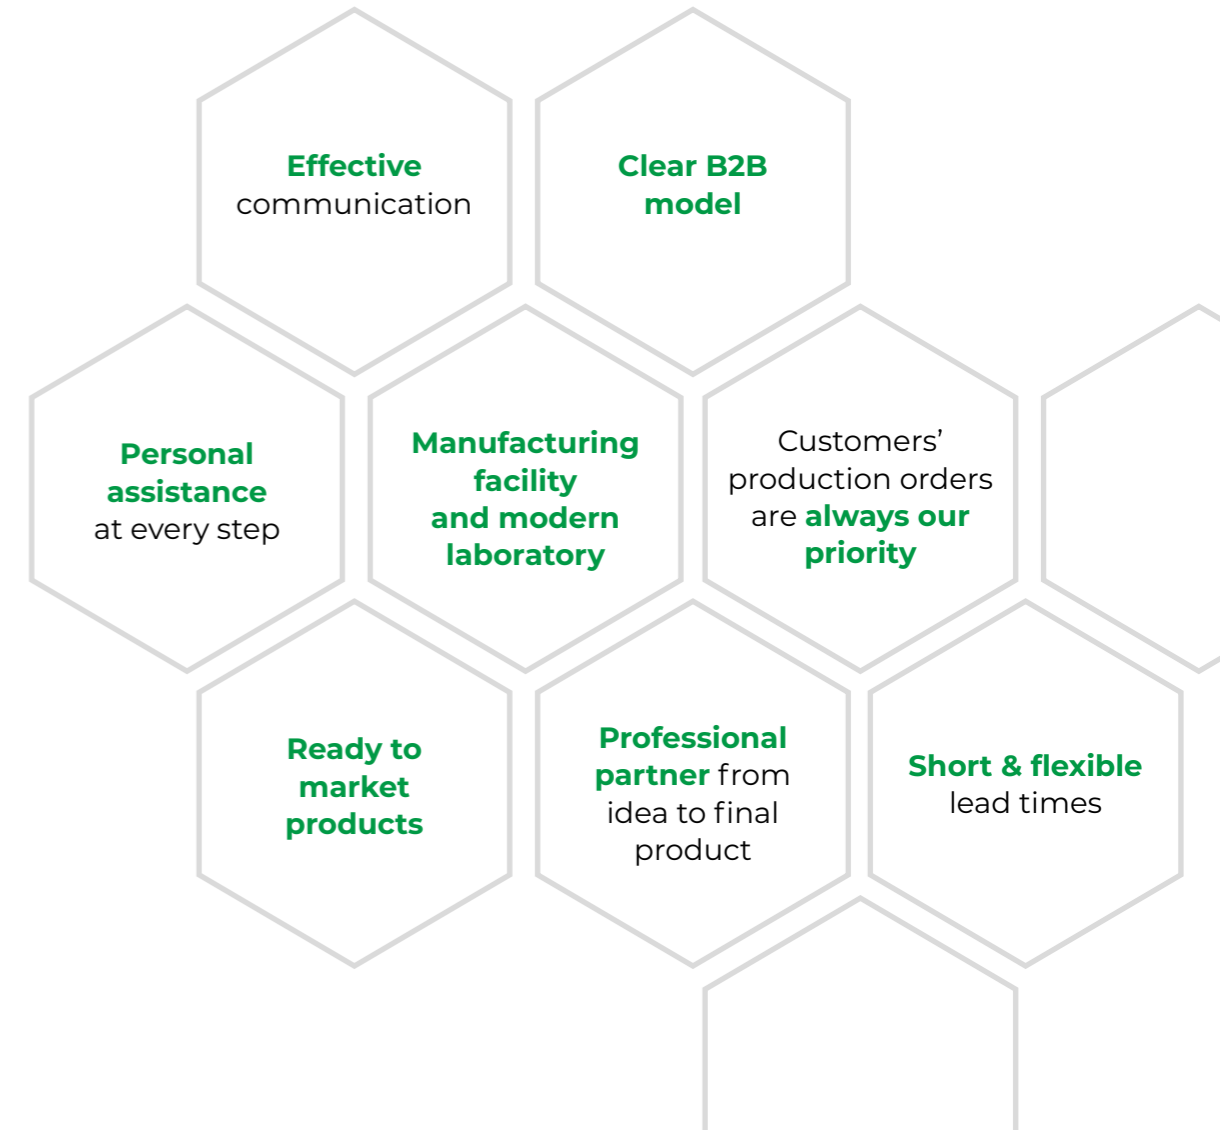 Effective
communication
Clear B2B
model
Personal
assistance
at every step
Manufacturing
facility
and modern
laboratory
Customers’
production orders
are always our
priority
Ready to
market
products
Professional
partner from
idea to final
product
Short & flexible
lead times